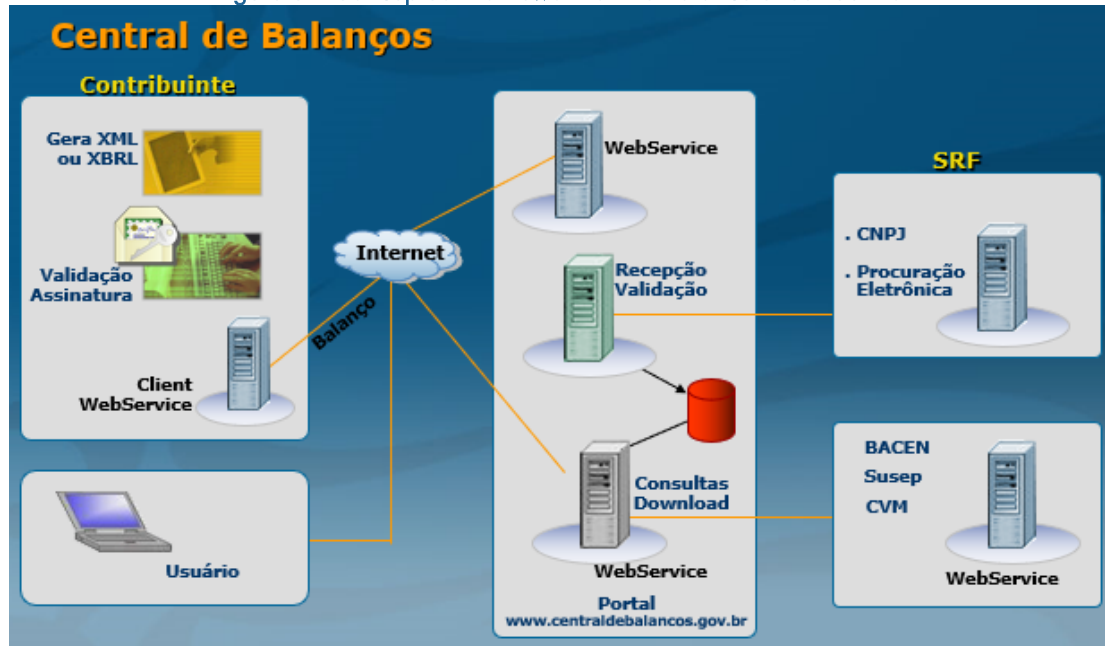 Central de Balanços
Contribuinte
Gera XML
ou XBRL
Validação
Assinatura
Client
WebService
Balanço
Internet
Usuário
WebService
Recepção
Validação
Consultas
Download
WebService
Portal
www.centraldebalancos.gov.br
SRF
. CNPJ
. Procuração
Eletrônica
BACEN
Susep
CVM
WebService